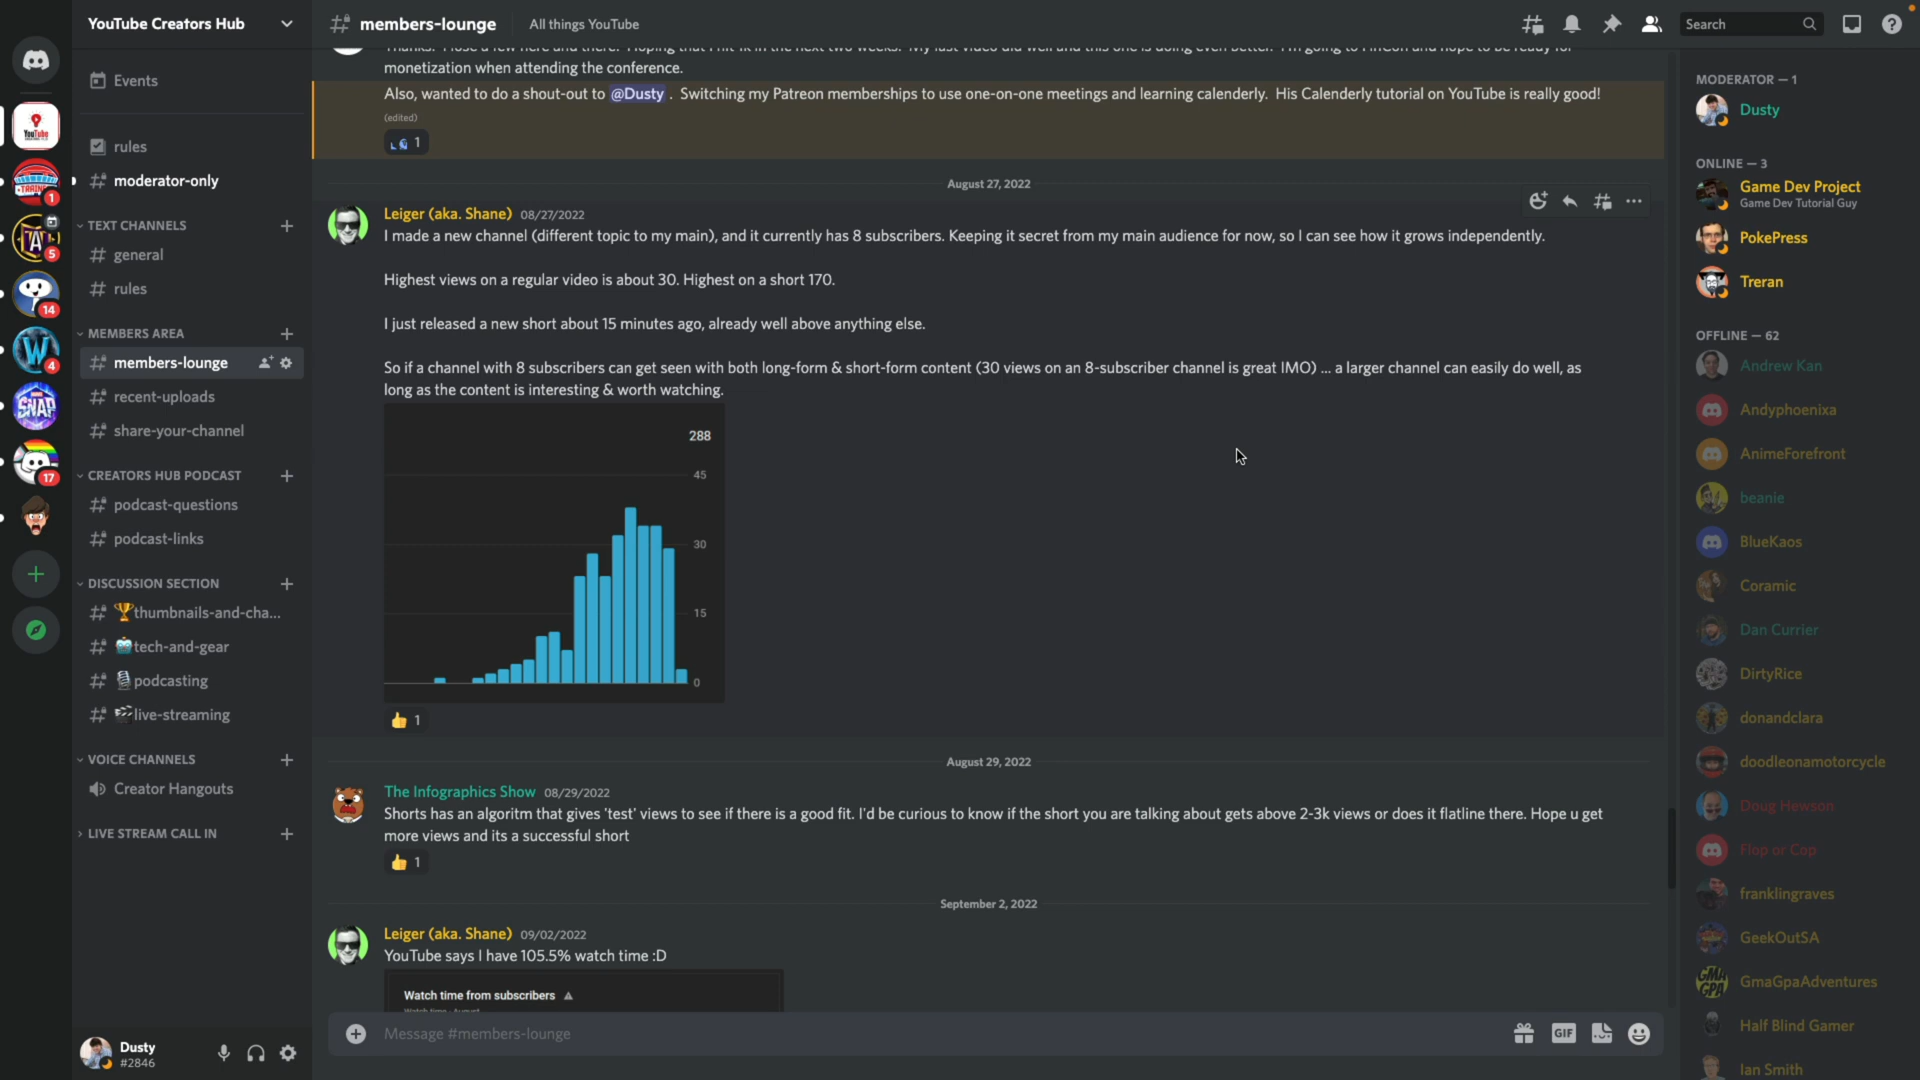 YouTube Creators Hub
Events
rules
moderator-only
TEXT CHANNELS
general
rules
MEMBERS AREA
members-lounge
recent-uploads
share-your-channel
CREATORS HUB PODCAST
podcast-questions
podcast-links
DISCUSSION SECTION
thumbnails-and-cha...
tech-and-gear
podcasting
live-streaming
VOICE CHANNELS
Creator Hangouts
LIVE STREAM CALL IN
Dusty
#2846
1
5
14
4
SNAP
17
YouTube
members-lounge
All things YouTube
Search
monetization when attending the conference.
Also, wanted to do a shout-out to @Dusty . Switching my Patreon memberships to use one-on-one meetings and learning calenderly. His Calenderly tutorial on YouTube is really good!
(edited)
1
August 27, 2022
Leiger (aka. Shane) 08/27/2022
I made a new channel (different topic to my main), and it currently has 8 subscribers. Keeping it secret from my main audience for now, so I can see how it grows independently.
Highest views on a regular video is about 30. Highest on a short 170.
I just released a new short about 15 minutes ago, already well above anything else.
So if a channel with 8 subscribers can get seen with both long-form & short-form content (30 views on an 8-subscriber channel is great IMO) ... a larger channel can easily do well, as
long as the content is interesting & worth watching.
288
45
30
15
0
1
August 29, 2022
The Infographics Show 08/29/2022
Shorts has an algoritm that gives 'test' views to see if there is a good fit. I'd be curious to know if the short you are talking about gets above 2-3k views or does it flatline there. Hope u get
more views and its a successful short
1
September 2, 2022
Leiger (aka. Shane) 09/02/2022
YouTube says I have 105.5% watch time :D
Watch time from subscribers
Message #members-lounge
GIF
MODERATOR — 1
Dusty
ONLINE — 3
Game Dev Project
Game Dev Tutorial Guy
PokePress
Treran
OFFLINE — 62
Andrew Kan
Andyphoenixa
AnimeForefront
beanie
BlueKaos
Coramic
Dan Currier
DirtyRice
donandclara
doodleonamotorcycle
Doug Hewson
Flop or Cop
franklingraves
GeekOutSA
GmaGpaAdventures
Half Blind Gamer
Ian Smith